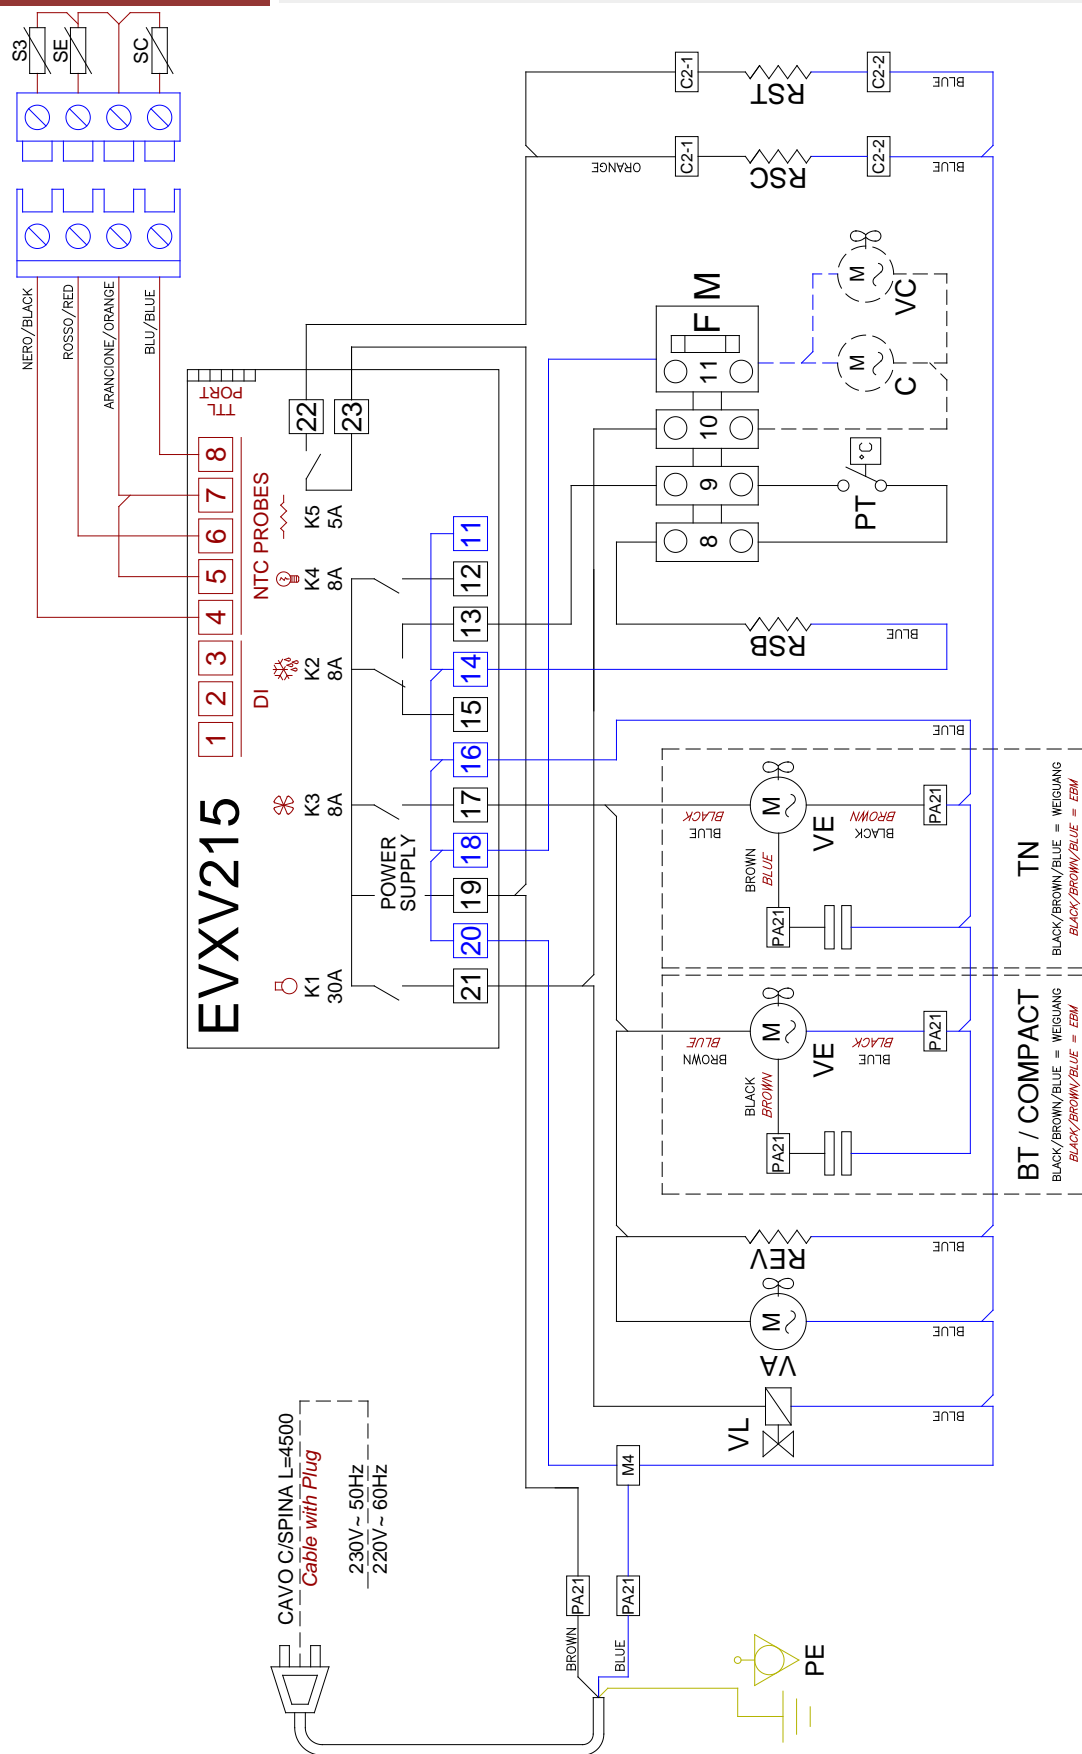 S3
SE
SC
NERO/BLACK
ROSSO/RED
ARANCIONE/ORANGE
BLU/BLUE
EVXV215
1
2
3
4
5
6
7
8
DI
NTC PROBES
TTL
PORT
K1
30A
K3
8A
K2
8A
K4
8A
K5
5A
22
23
POWER
SUPPLY
21
20
19
18
17
16
15
14
13
12
11
C2-1
RST
C2-2
BLUE
ORANGE
C2-1
RSC
C2-2
BLUE
F M
11
10
9
8
M
VC
M
C
°C
PT
RSB
BLUE
BLUE
BLACK
BLUE
M
VE
BROWN
BLACK
PA21
BROWN
BLUE
PA21
TN
BLACK/BROWN/BLUE = WEIGUANG
BLACK/BROWN/BLUE = EBM
BLUE
BROWN
M
VE
BLACK
BLUE
PA21
BLACK
BROWN
PA21
BT / COMPACT
BLACK/BROWN/BLUE = WEIGUANG
BLACK/BROWN/BLUE = EBM
REV
BLUE
M
VA
BLUE
VL
BLUE
M4
CAVO C/SPINA L=4500
Cable with Plug
230V~ 50Hz
220V~ 60Hz
PA21
PA21
BROWN
BLUE
PE